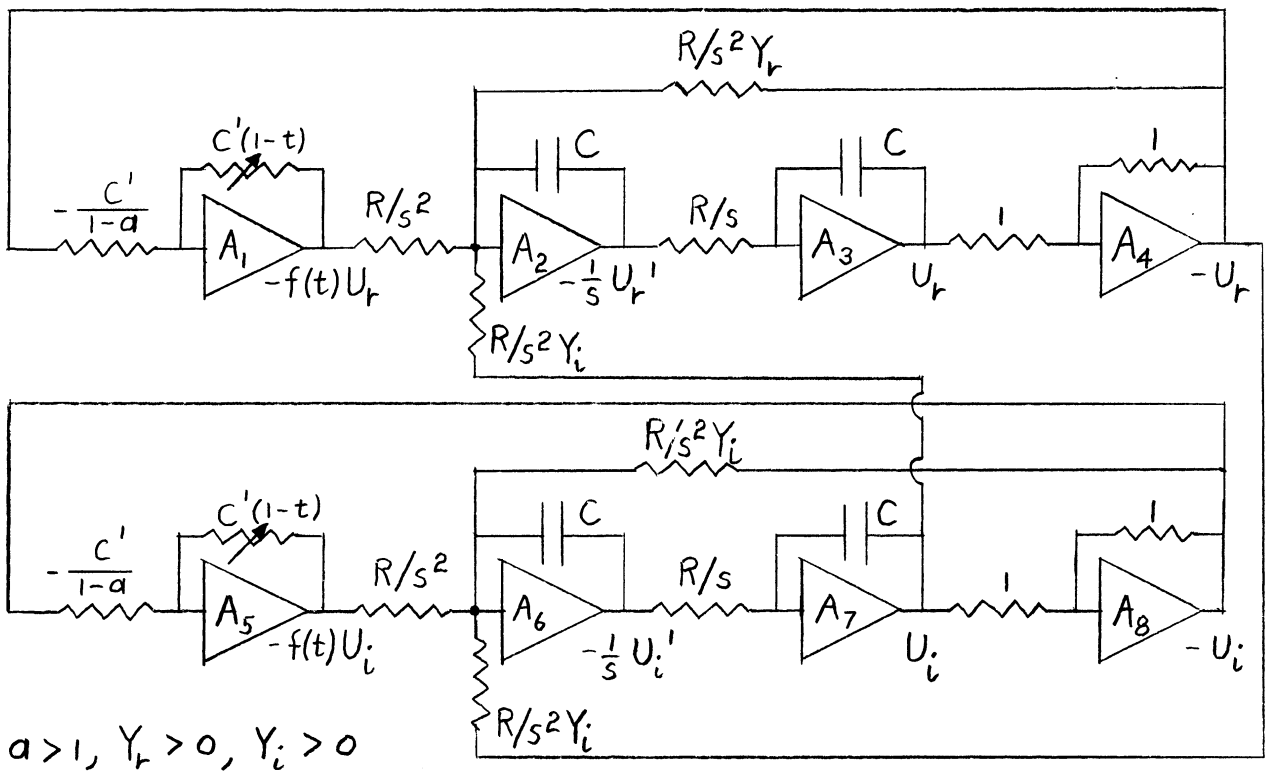 R/s²Yᵣ
C'(1-t)
C
C
1
- C'/(1-a)
R/s²
R/s
1
A₁
A₂
A₃
A₄
-f(t)Uᵣ
-1/s Uᵣ'
Uᵣ
-Uᵣ
R/s²Yᵢ
R/s²Yᵢ
C'(1-t)
C
C
1
- C'/(1-a)
R/s²
R/s
1
A₅
A₆
A₇
A₈
-f(t)Uᵢ
-1/s Uᵢ'
Uᵢ
-Uᵢ
R/s²Yᵢ
a>1, Yᵣ>0, Yᵢ>0